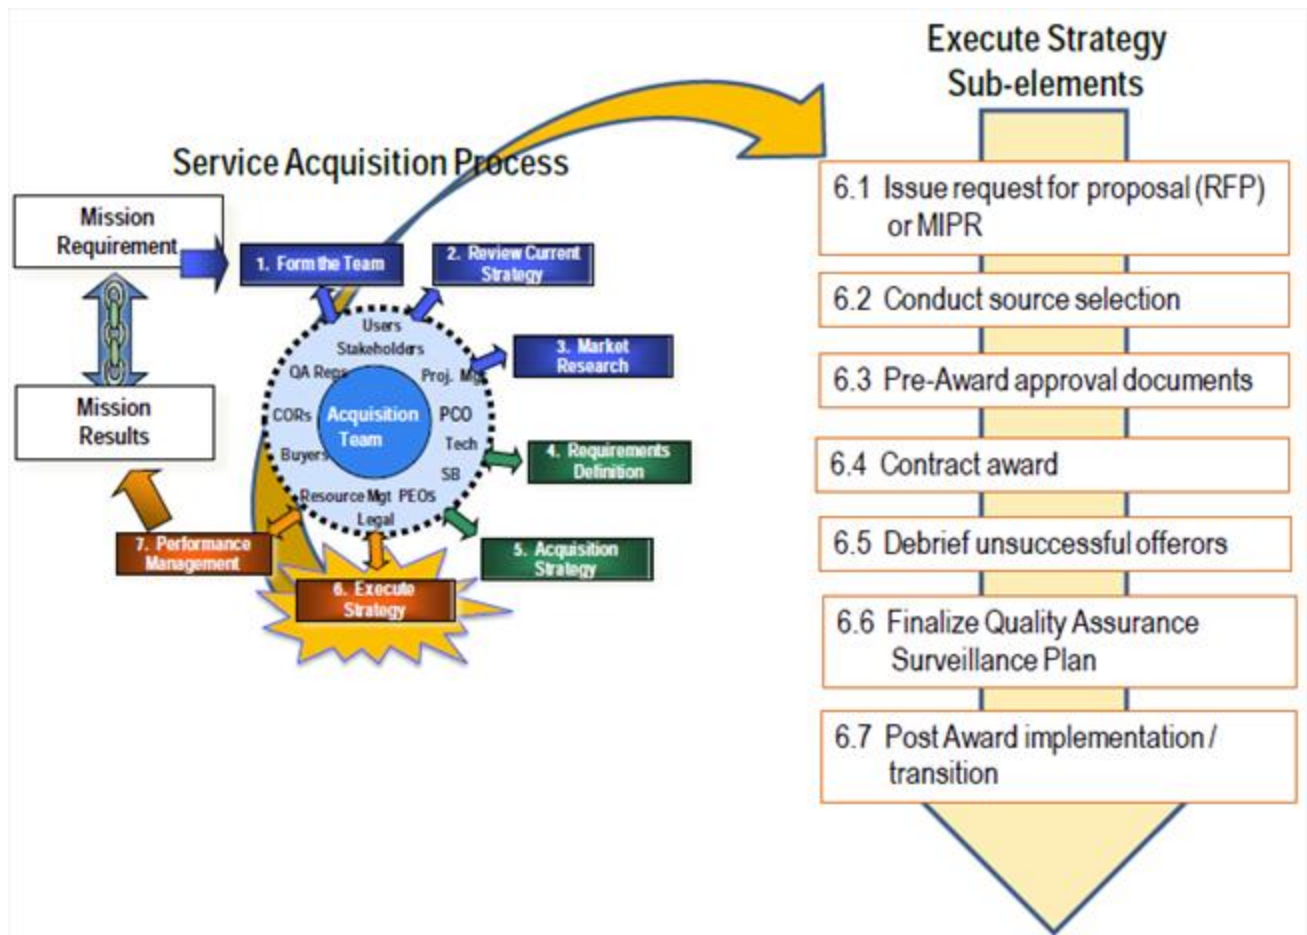 Execute Strategy
Sub-elements
Service Acquisition Process
Mission
Requirement
1. Form the Team
2. Review Current
Strategy
3. Market
Research
4. Requirements
Definition
5. Acquisition
Strategy
6. Execute
Strategy
7. Performance
Management
Mission
Results
Users
Stakeholders
QA Reps
Proj. Mgt
CORs
Acquisition
Team
PCO
Tech
Buyers
SB
Resource Mgt PEOs
Legal
6.1 Issue request for proposal (RFP)
or MIPR
6.2 Conduct source selection
6.3 Pre-Award approval documents
6.4 Contract award
6.5 Debrief unsuccessful offerors
6.6 Finalize Quality Assurance
Surveillance Plan
6.7 Post Award implementation /
transition